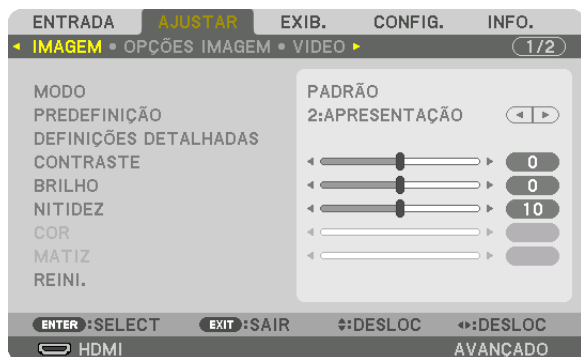 ENTRADA AJUSTAR EXIB. CONFIG. INFO.
IMAGEM • OPÇÕES IMAGEM • VIDEO 1/2
MODO PADRÃO
PREDEFINIÇÃO 2:APRESENTAÇÃO
DEFINIÇÕES DETALHADAS
CONTRASTE 0
BRILHO 0
NITIDEZ 10
COR
MATIZ
REINI.
ENTER :SELECT EXIT :SAIR :DESLOC :DESLOC
HDMI AVANÇADO